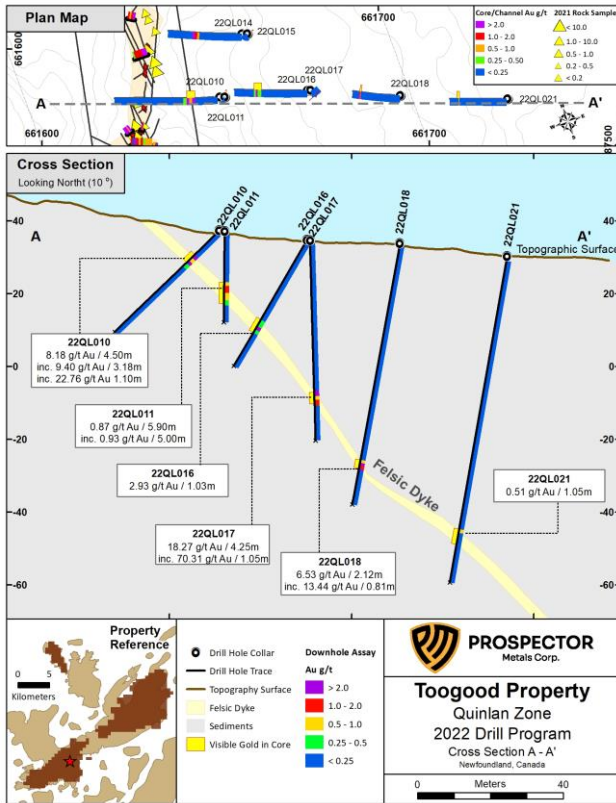 Plan Map
661600
661700
22QL014
22QL015
22QL010
22QL011
22QL016
22QL017
22QL018
22QL021
A
A'
661600
661700
87500
Core/Channel Au g/t
> 2.0
1.0 - 2.0
0.5 - 1.0
0.25 - 0.50
< 0.25
2021 Rock Sample
< 10.0
1.0 - 10.0
0.5 - 1.0
0.2 - 0.5
< 0.2
Cross Section
Looking Northt (10 °)
A
A'
22QL010
22QL011
22QL016
22QL017
22QL018
22QL021
Topographic Surface
40
20
0
-20
-40
-60
40
20
0
-20
-40
-60
22QL010
8.18 g/t Au / 4.50m
inc. 9.40 g/t Au / 3.18m
inc. 22.76 g/t Au 1.10m
22QL011
0.87 g/t Au / 5.90m
inc. 0.93 g/t Au / 5.00m
22QL016
2.93 g/t Au / 1.03m
22QL017
18.27 g/t Au / 4.25m
inc. 70.31 g/t Au / 1.05m
22QL018
6.53 g/t Au / 2.12m
inc. 13.44 g/t Au / 0.81m
22QL021
0.51 g/t Au / 1.05m
Felsic Dyke
Property
Reference
0 5
Kilometers
Drill Hole Collar
Drill Hole Trace
Topography Surface
Felsic Dyke
Sediments
Visible Gold in Core
Downhole Assay
Au g/t
> 2.0
1.0 - 2.0
0.5 - 1
0.25 - 0.5
< 0.25
PROSPECTOR
Metals Corp.
Toogood Property
Quinlan Zone
2022 Drill Program
Cross Section A - A'
Newfoundland, Canada
Meters
0 40